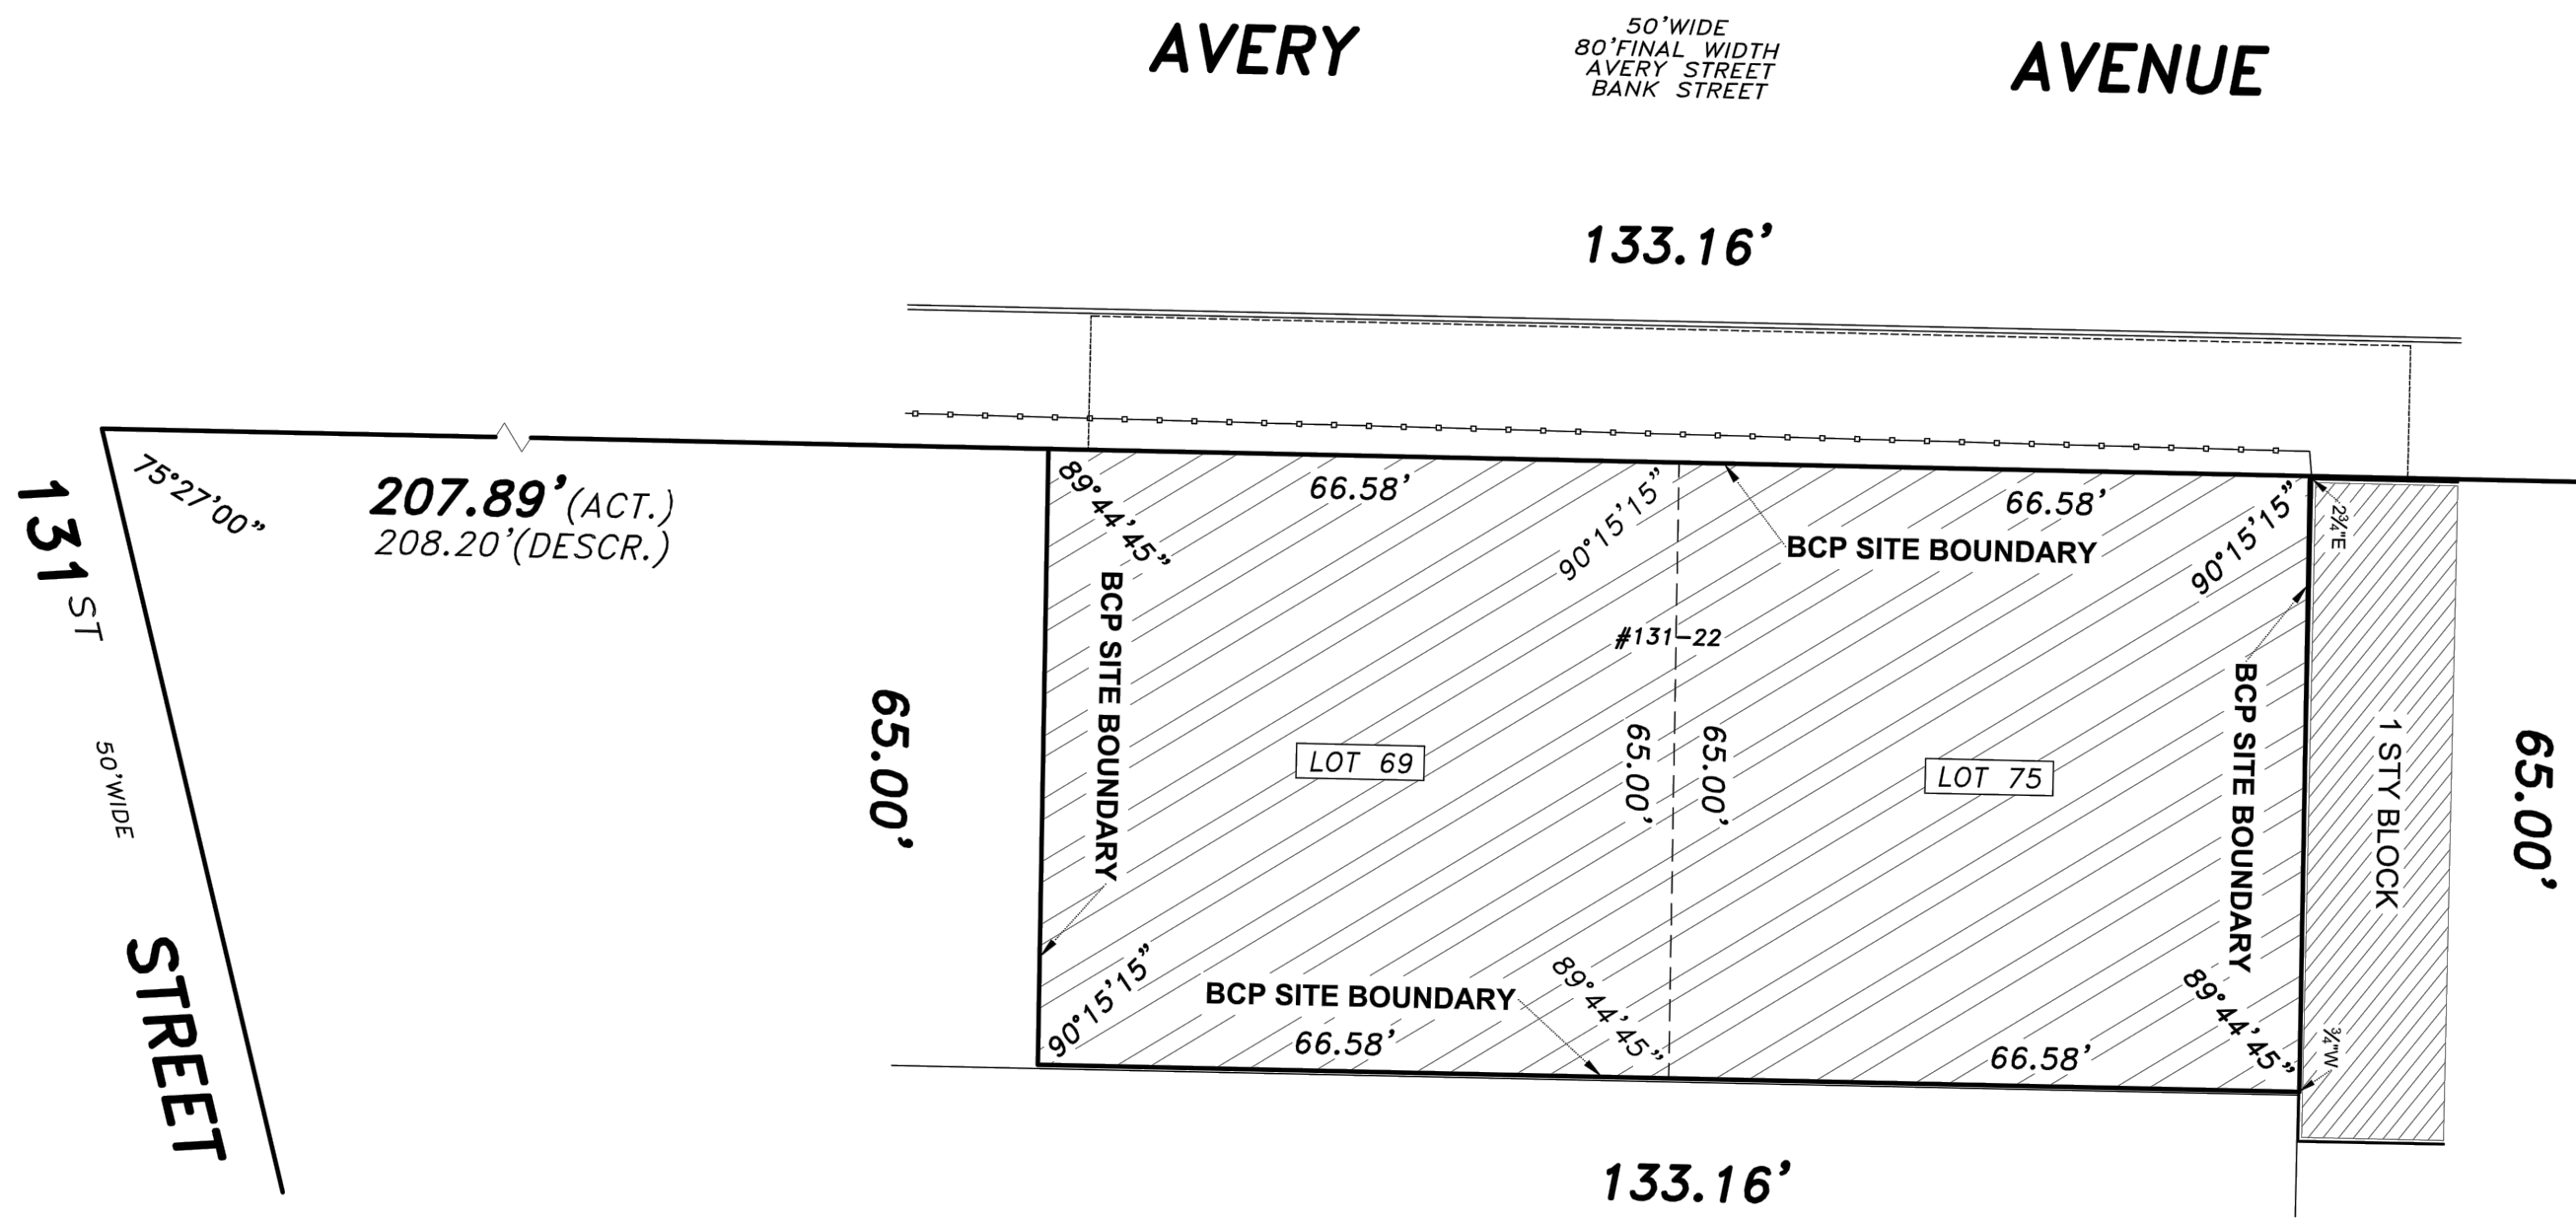 AVERY
50'WIDE
80'FINAL WIDTH
AVERY STREET
BANK STREET
AVENUE
133.16'
75°27'00"
207.89'(ACT.)
208.20'(DESCR.)
131 ST
50'WIDE
STREET
89°44'45"
66.58'
90°15'15"
66.58'
90°15'15"
2¾"E
BCP SITE BOUNDARY
BCP SITE BOUNDARY
#131-22
65.00'
LOT 69
65.00'
65.00'
LOT 75
BCP SITE BOUNDARY
1 STY BLOCK
65.00'
90°15'15"
BCP SITE BOUNDARY
66.58'
89°44'45"
66.58'
89°44'45"
¾"W
133.16'